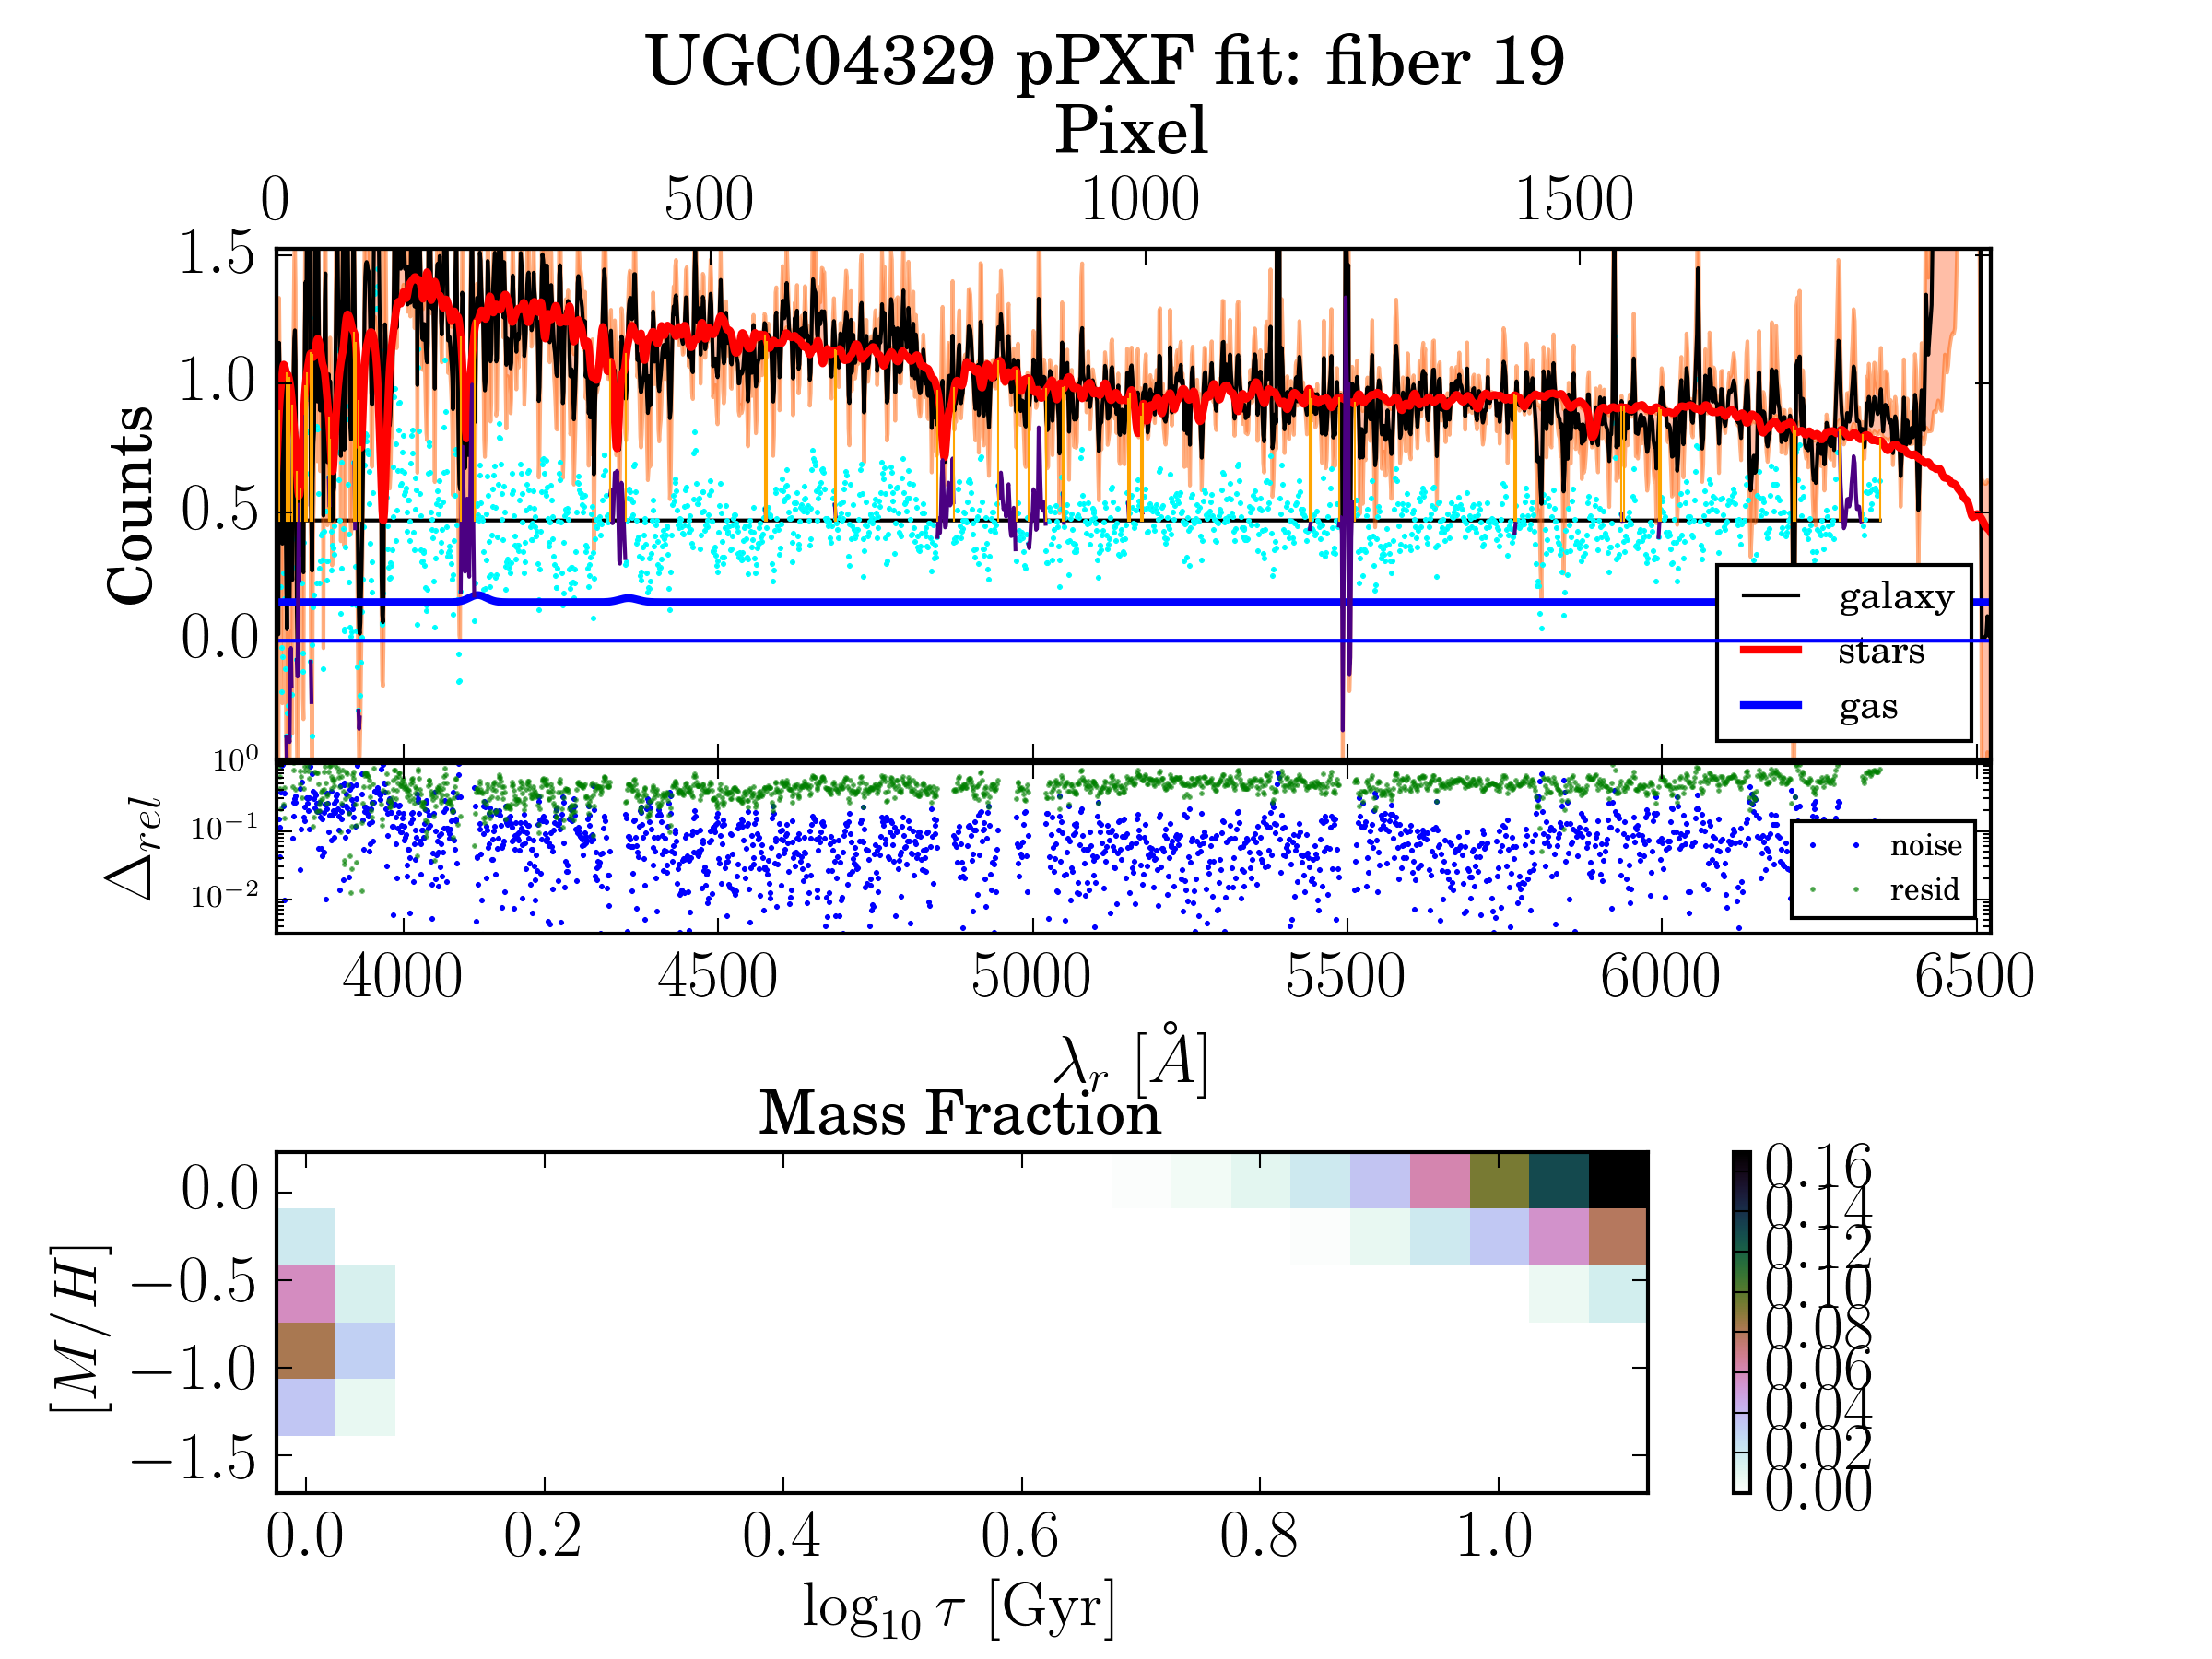 UGC04329 pPXF fit: fiber 19
Pixel
0 500 1000 1500
1.5
1.0
0.5
0.0
Counts
galaxy
stars
gas
10^0
10^{-1}
10^{-2}
Δ_{rel}
noise
resid
4000 4500 5000 5500 6000 6500
λ_r [Å]
Mass Fraction
0.0
−0.5
−1.0
−1.5
[M/H]
0.16
0.14
0.12
0.10
0.08
0.06
0.04
0.02
0.00
0.0 0.2 0.4 0.6 0.8 1.0
log_{10} τ [Gyr]